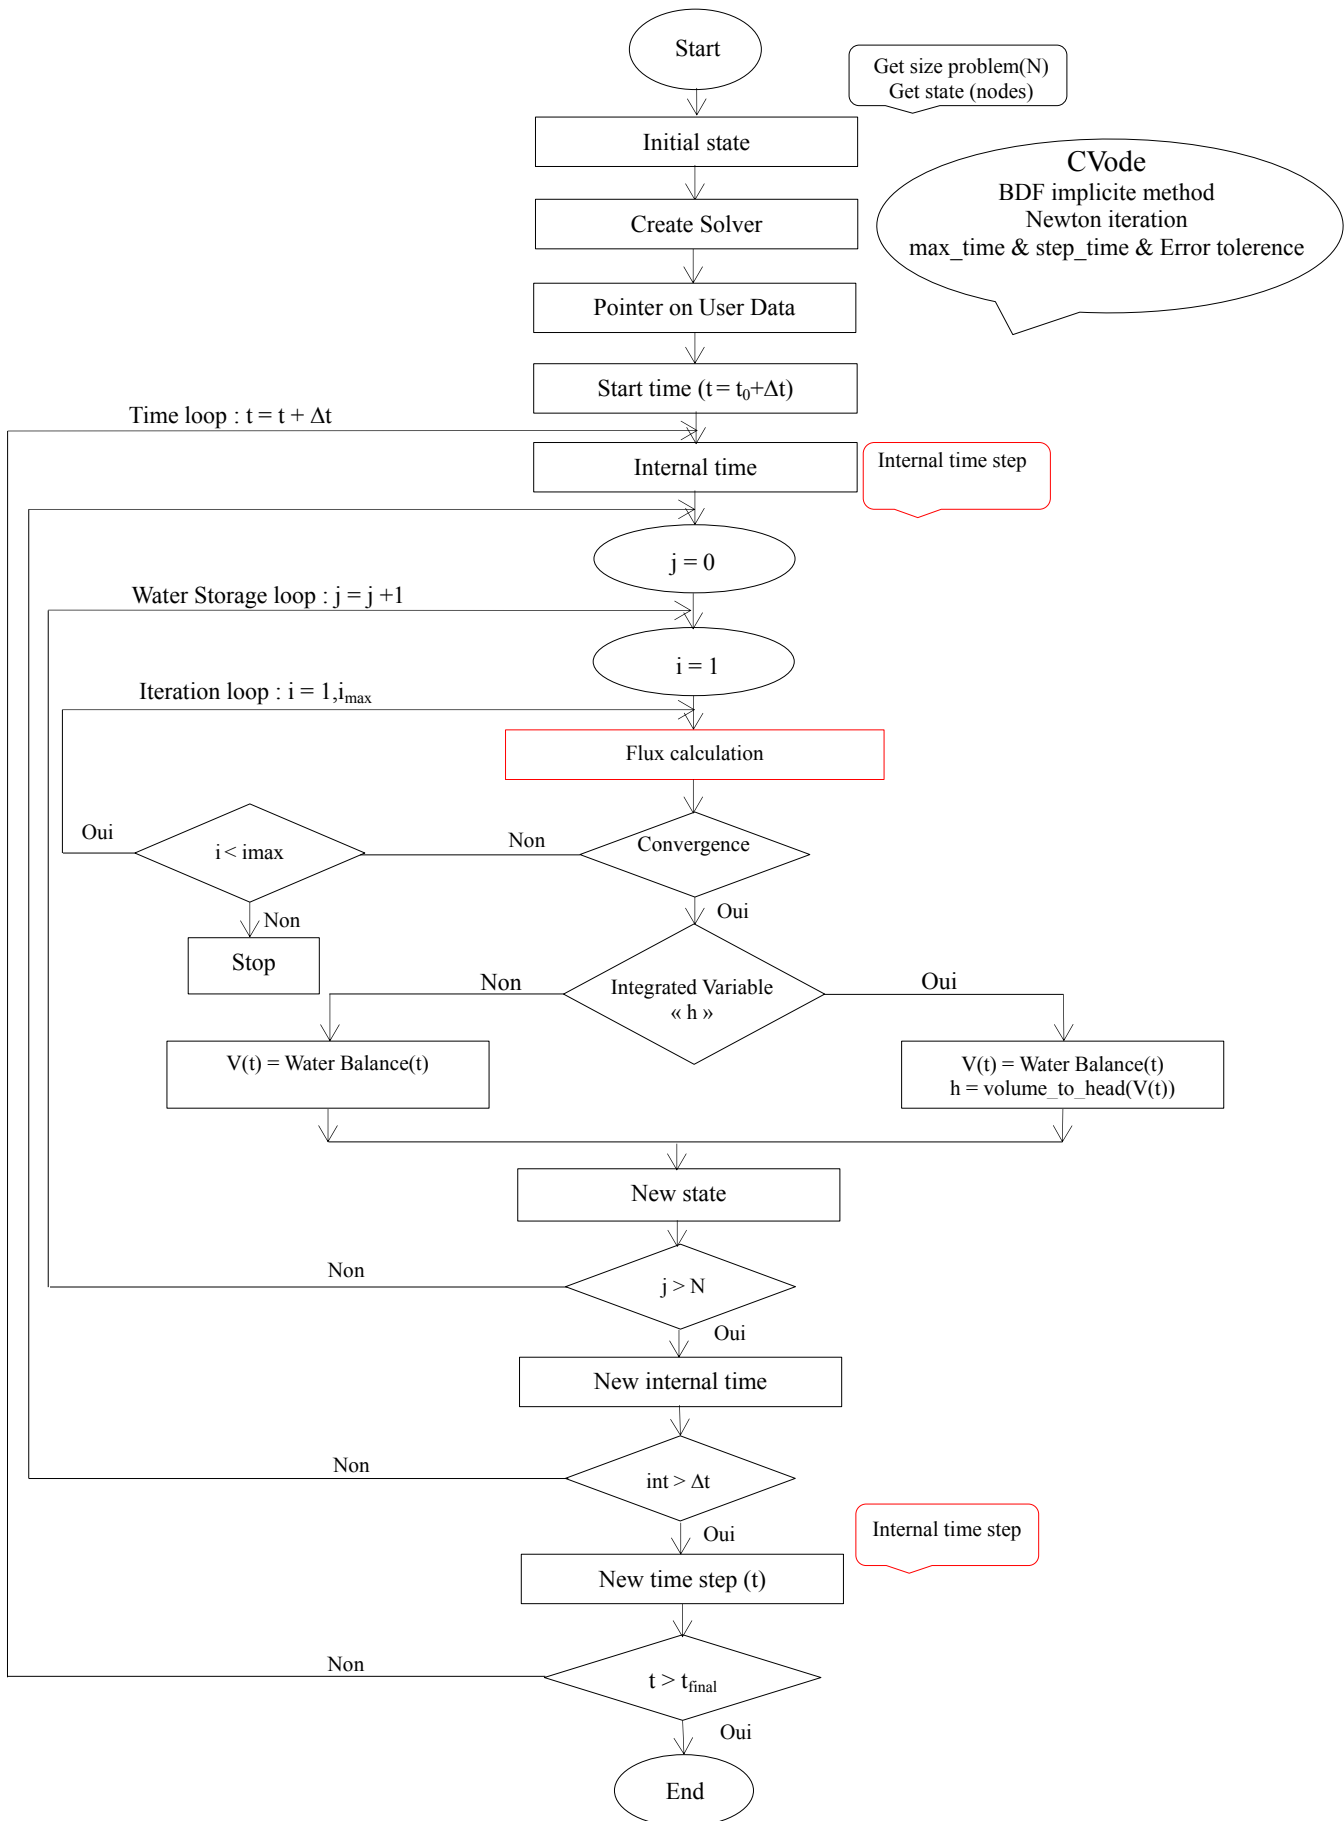 Start
Get size problem(N)
Get state (nodes)
Initial state
CVode
BDF implicite method
Newton iteration
max_time & step_time & Error tolerence
Create Solver
Pointer on User Data
Start time (t = t₀+Δt)
Time loop : t = t + Δt
Internal time
Internal time step
j = 0
Water Storage loop : j = j +1
i = 1
Iteration loop : i = 1,iₘₐₓ
Flux calculation
Oui
i < imax
Non
Convergence
Non
Oui
Stop
Non
Integrated Variable
« h »
Oui
V(t) = Water Balance(t)
V(t) = Water Balance(t)
h = volume_to_head(V(t))
New state
Non
j > N
Oui
New internal time
Non
int > Δt
Oui
Internal time step
New time step (t)
Non
t > t_final
Oui
End